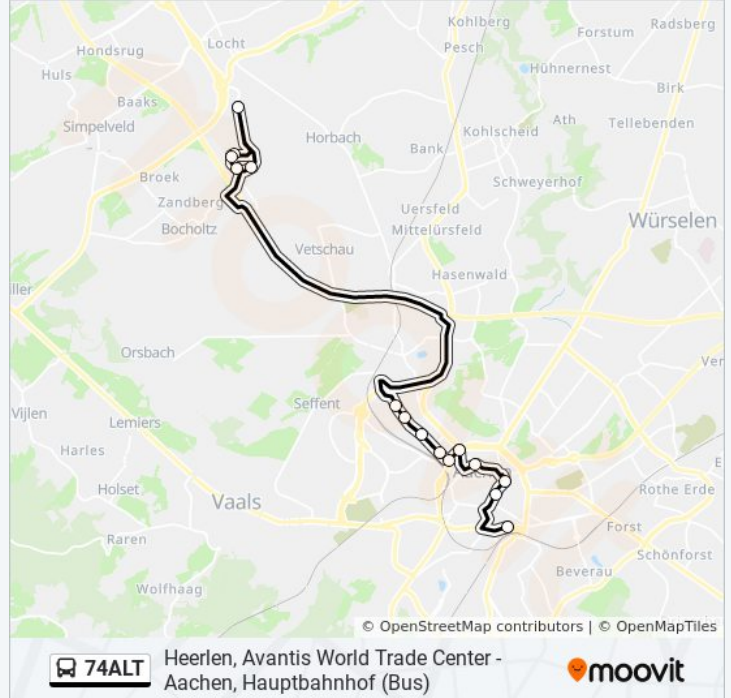 Kohlberg
Radsberg
Hondsrug
Locht
Pesch
Forstum
Huls
Hühnernest
Birk
Baaks
Simpelveld
Horbach
Kohlscheid
Ath
Tellebenden
Bank
Broek
Schweyerhof
Zandberg
Uersfeld
Bocholtz
Mittelürsfeld
Würselen
Vetschau
Hasenwald
iller
Orsbach
Ver
Seffent
Vijlen
Lemiers
Harles
E
Holset
Rothe Erde
Vaals
Forst
Raren
Schönforst
Beverau
Wolfhaag
© OpenStreetMap contributors | © OpenMapTiles
74ALT
Heerlen, Avantis World Trade Center -
Aachen, Hauptbahnhof (Bus)
moovit